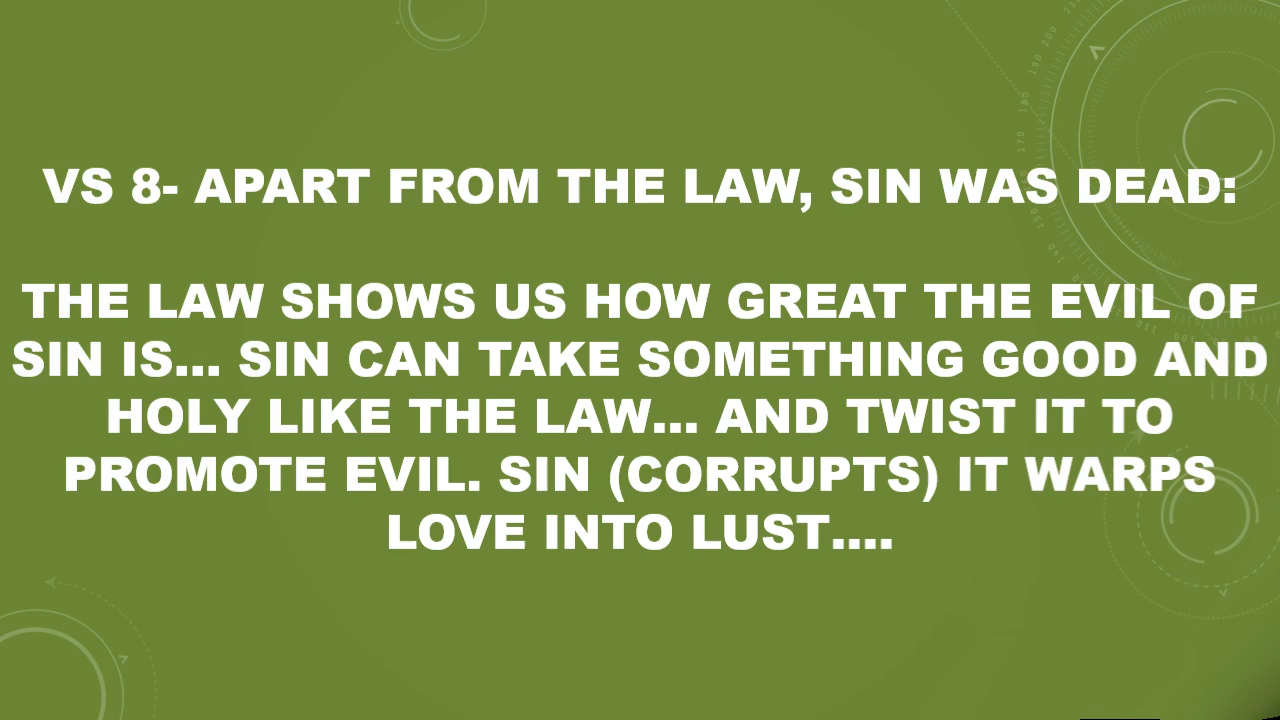 VS 8- APART FROM THE LAW, SIN WAS DEAD:
THE LAW SHOWS US HOW GREAT THE EVIL OF
SIN IS... SIN CAN TAKE SOMETHING GOOD AND
HOLY LIKE THE LAW... AND TWIST IT TO
PROMOTE EVIL. SIN (CORRUPTS) IT WARPS
LOVE INTO LUST....